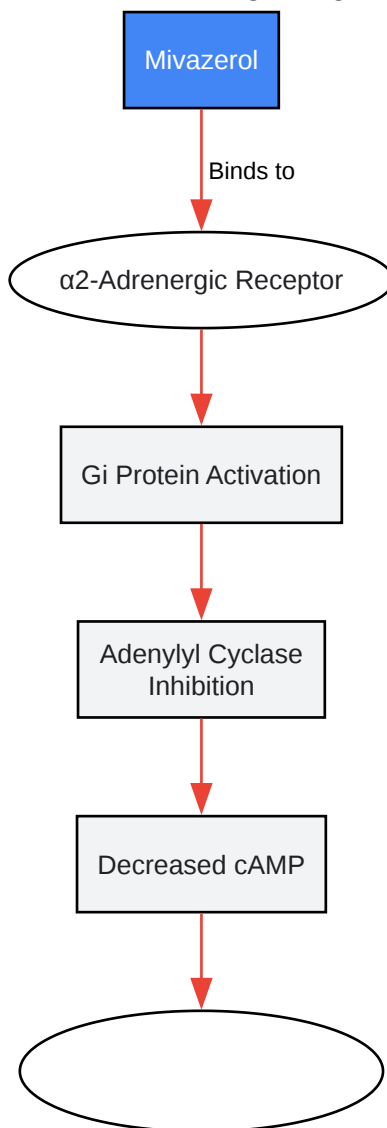 Mivazerol
Binds to
α2-Adrenergic Receptor
Gi Protein Activation
Adenylyl Cyclase
Inhibition
Decreased cAMP